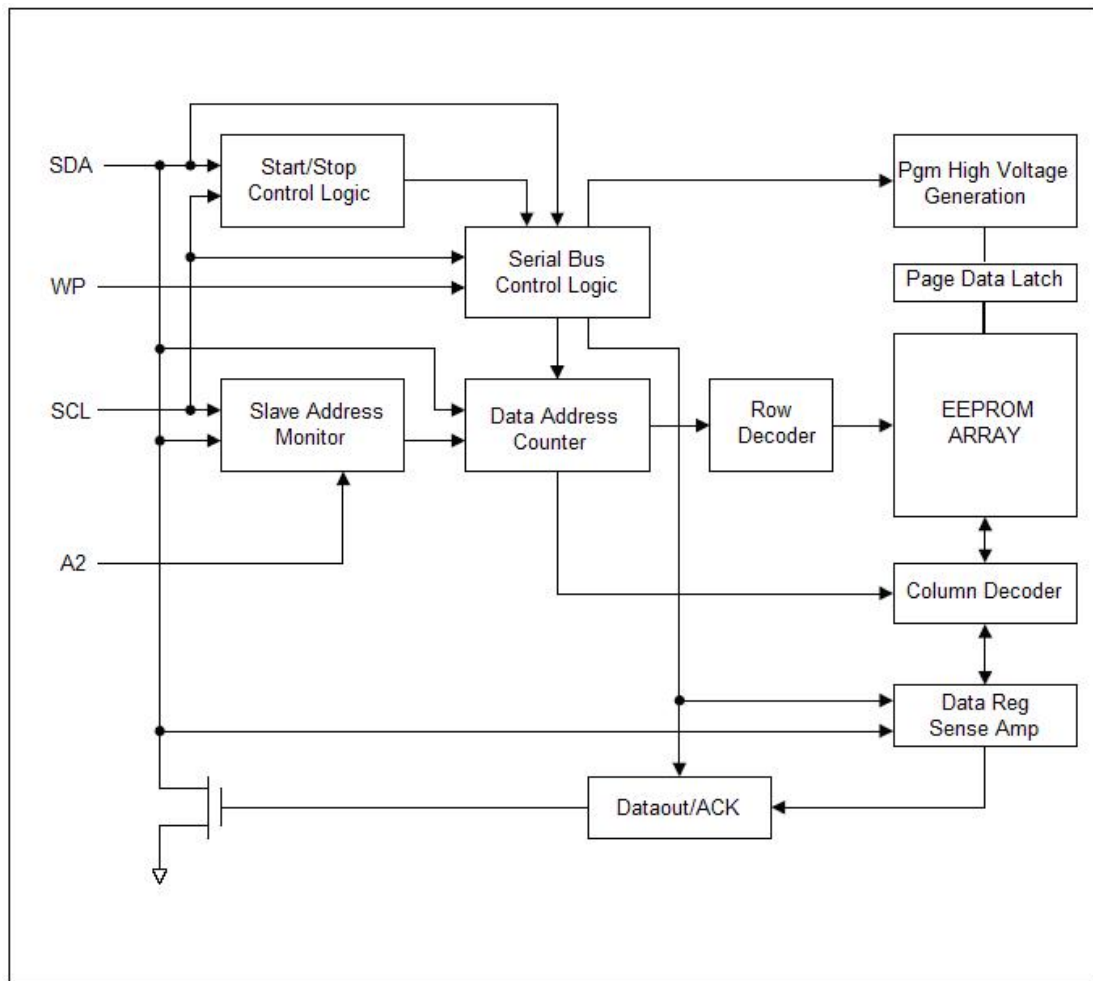 SDA
Start/Stop
Control Logic
Pgm High Voltage
Generation
Serial Bus
Control Logic
WP
Page Data Latch
SCL
Slave Address
Monitor
Data Address
Counter
Row
Decoder
EEPROM
ARRAY
A2
Column Decoder
Data Reg
Sense Amp
Dataout/ACK